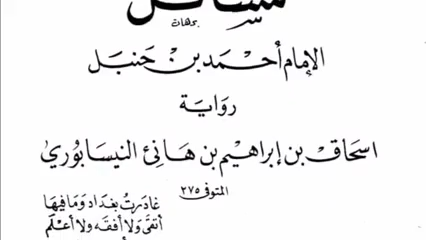 مسائل
الإمام أحمد بن حنبل
رواية
اسحاق بن إبراهيم بن هانئ النيسابوري
المتوفى ٢٧٥
غادرت بغداد وما فيها
أتقى ولا أفقه ولا أعلم